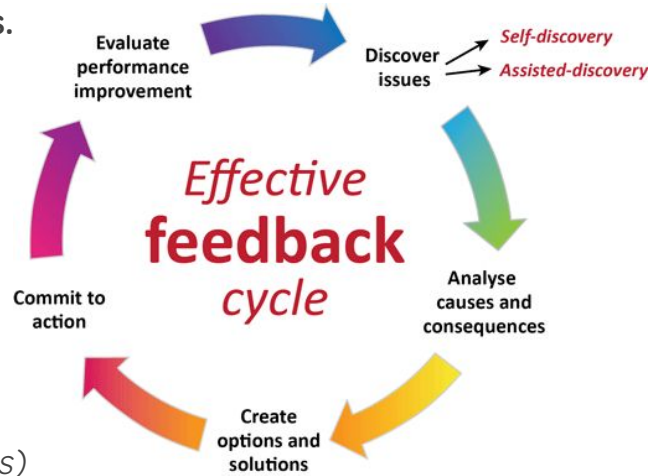 s.
Evaluate
performance
improvement
Discover
issues
Self-discovery
Assisted-discovery
Effective
feedback
cycle
Analyse
causes and
consequences
Commit to
action
Create
options and
solutions
s)